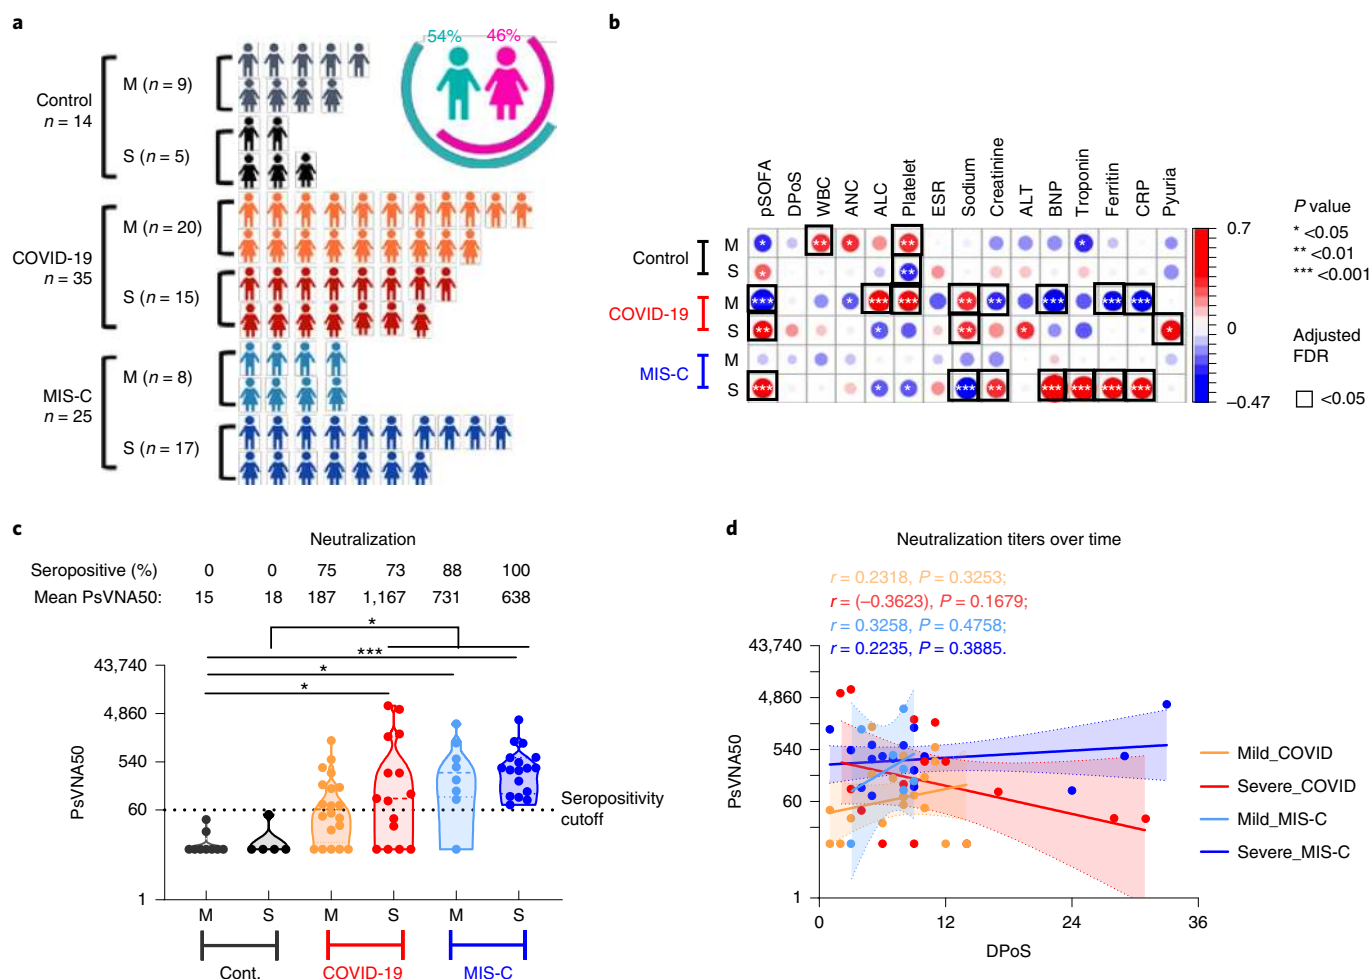 a
54% 46%
Control
n = 14
M (n = 9)
S (n = 5)
COVID-19
n = 35
M (n = 20)
S (n = 15)
MIS-C
n = 25
M (n = 8)
S (n = 17)
b
pSOFA DPoS WBC ANC ALC Platelet ESR Sodium Creatinine ALT BNP Troponin Ferritin CRP Pyuria
Control
M * ** * ** *
S * **
COVID-19
M *** * *** *** ** ** *** *** ***
S ** * ** * *
MIS-C
M
S *** * * *** ** *** *** *** ***
0.7
0
−0.47
P value
* <0.05
** <0.01
*** <0.001
Adjusted
FDR
<0.05
c
Neutralization
Seropositive (%) 0 0 75 73 88 100
Mean PsVNA50: 15 18 187 1,167 731 638
*
***
*
*
PsVNA50
43,740
4,860
540
60
1
Seropositivity
cutoff
M S M S M S
Cont. COVID-19 MIS-C
d
Neutralization titers over time
r = 0.2318, P = 0.3253;
r = (−0.3623), P = 0.1679;
r = 0.3258, P = 0.4758;
r = 0.2235, P = 0.3885.
PsVNA50
43,740
4,860
540
60
1
0 12 24 36
DPoS
Mild_COVID
Severe_COVID
Mild_MIS-C
Severe_MIS-C